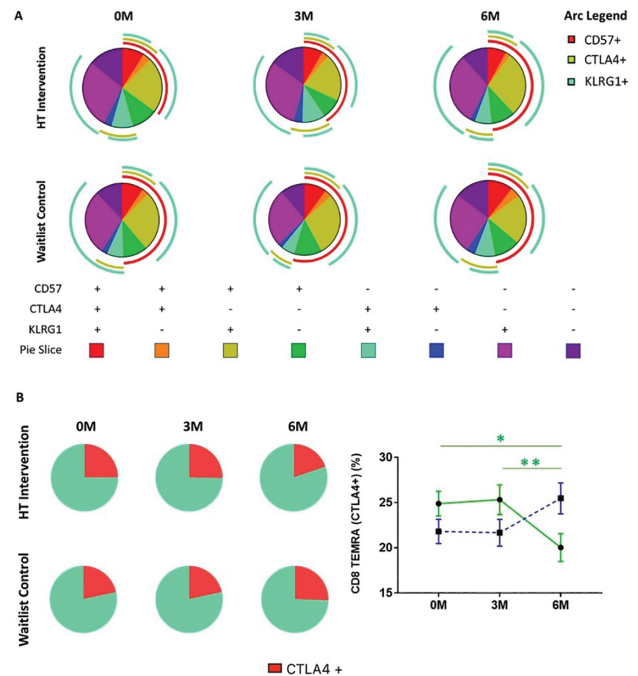 A
0M 3M 6M Arc Legend
CD57+
CTLA4+
KLRG1+
HT Intervention
Waitlist Control
CD57 + + + + - - - -
CTLA4 + + - - + + - -
KLRG1 + - + - + - + -
Pie Slice
B
0M 3M 6M
HT Intervention
Waitlist Control
CD8 TEMRA (CTLA4+) (%)
30
25
20
15
*
**
0M 3M 6M
CTLA4 +